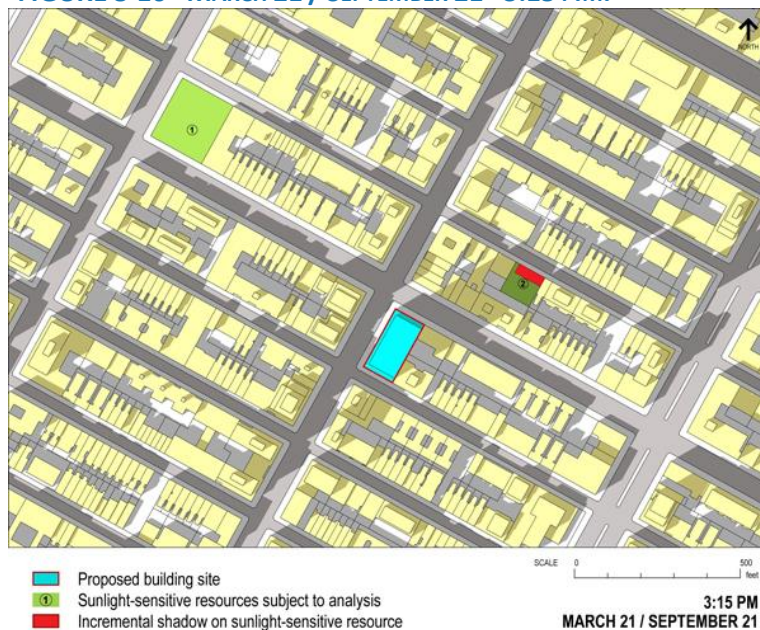 NORTH
①
②
Proposed building site
① Sunlight-sensitive resources subject to analysis
Incremental shadow on sunlight-sensitive resource
SCALE 0 500
feet
3:15 PM
MARCH 21 / SEPTEMBER 21